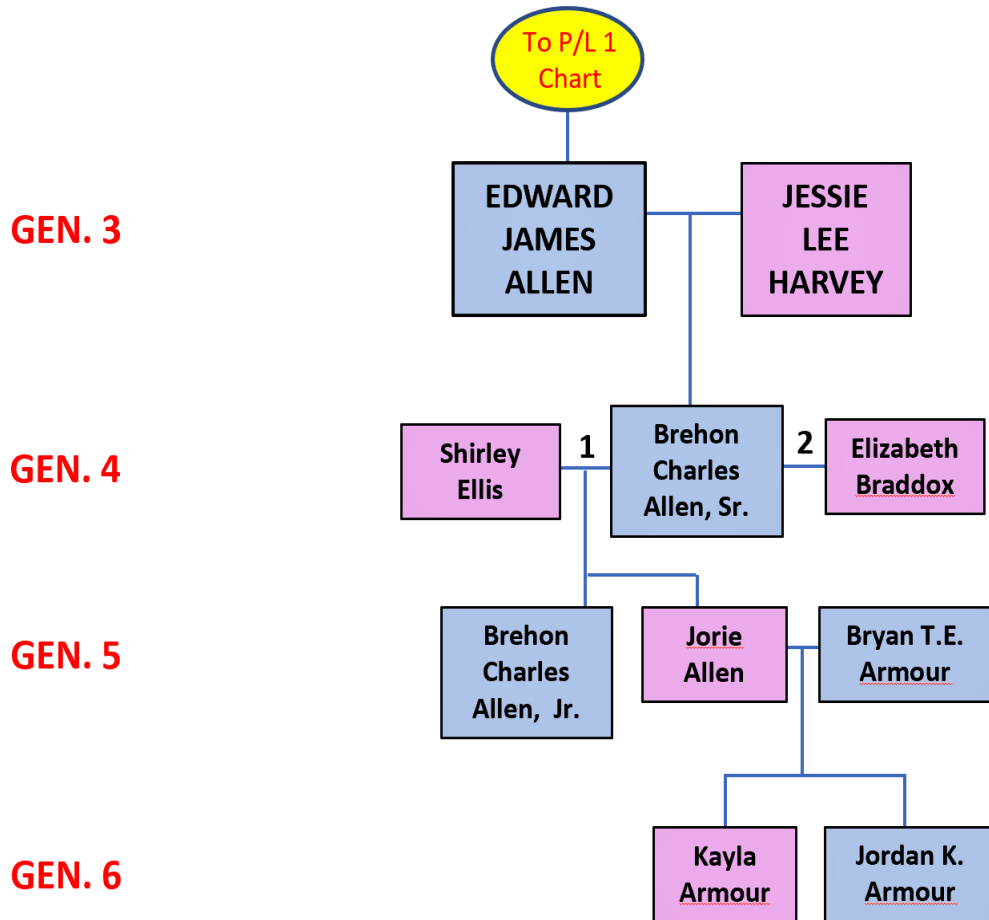 To P/L 1
Chart
GEN. 3
EDWARD
JAMES
ALLEN
JESSIE
LEE
HARVEY
GEN. 4
Shirley
Ellis
1
Brehon
Charles
Allen, Sr.
2
Elizabeth
Braddox
GEN. 5
Brehon
Charles
Allen,  Jr.
Jorie
Allen
Bryan T.E.
Armour
GEN. 6
Kayla
Armour
Jordan K.
Armour